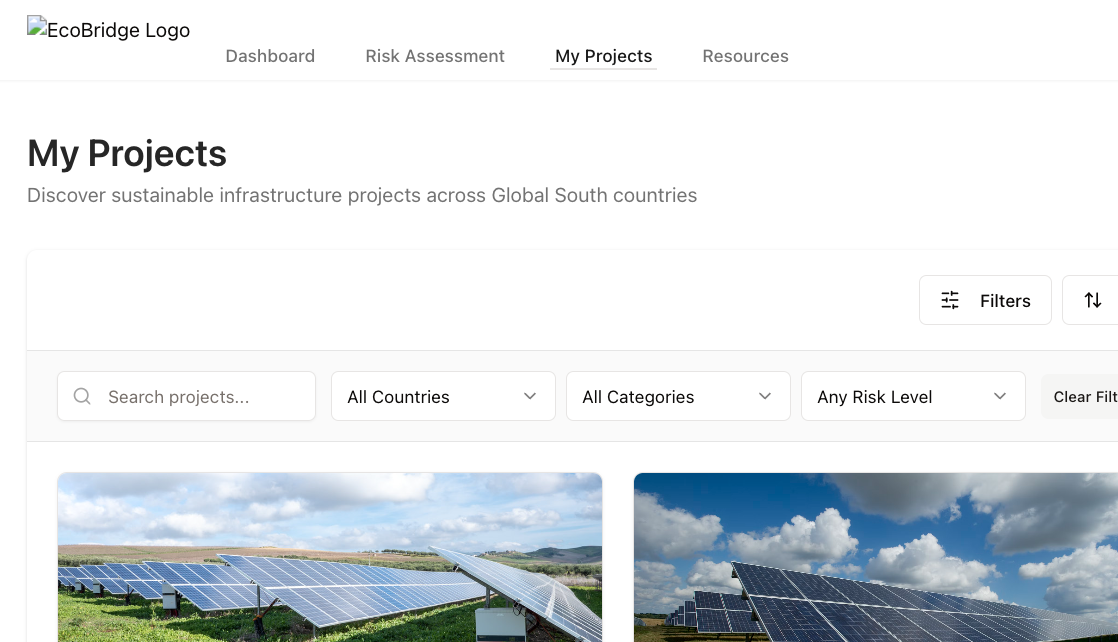 EcoBridge Logo
Dashboard Risk Assessment My Projects Resources
My Projects
Discover sustainable infrastructure projects across Global South countries
Filters
Search projects... All Countries All Categories Any Risk Level Clear Filt